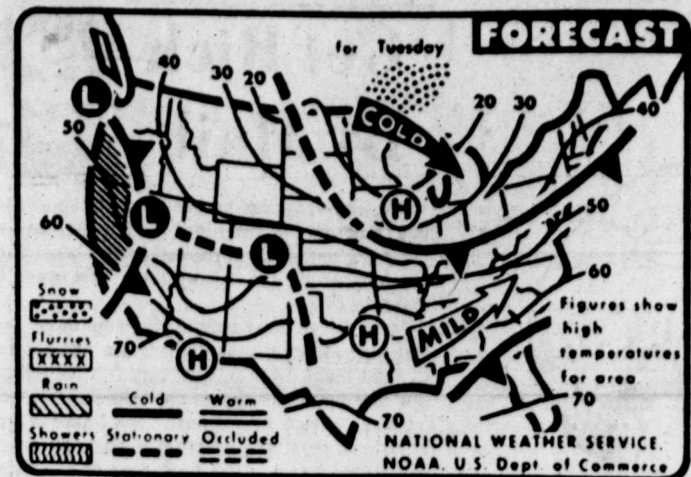 FORECAST
for Tuesday
COLD
40
30
20
20
30
40
L
50
H
L
60
L
50
60
H
H
MILD
70
70
70
Figures show
high
temperatures
for area
Snow
Flurries
Rain
Showers
Cold
Warm
Stationary
Occluded
NATIONAL WEATHER SERVICE,
NOAA, U.S. Dept. of Commerce